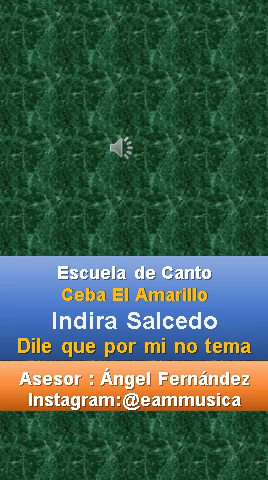 Escuela de Canto
Ceba El Amarillo
Indira Salcedo
Dile que por mi no tema
Asesor : Ángel Fernández
Instagram:@eammusica